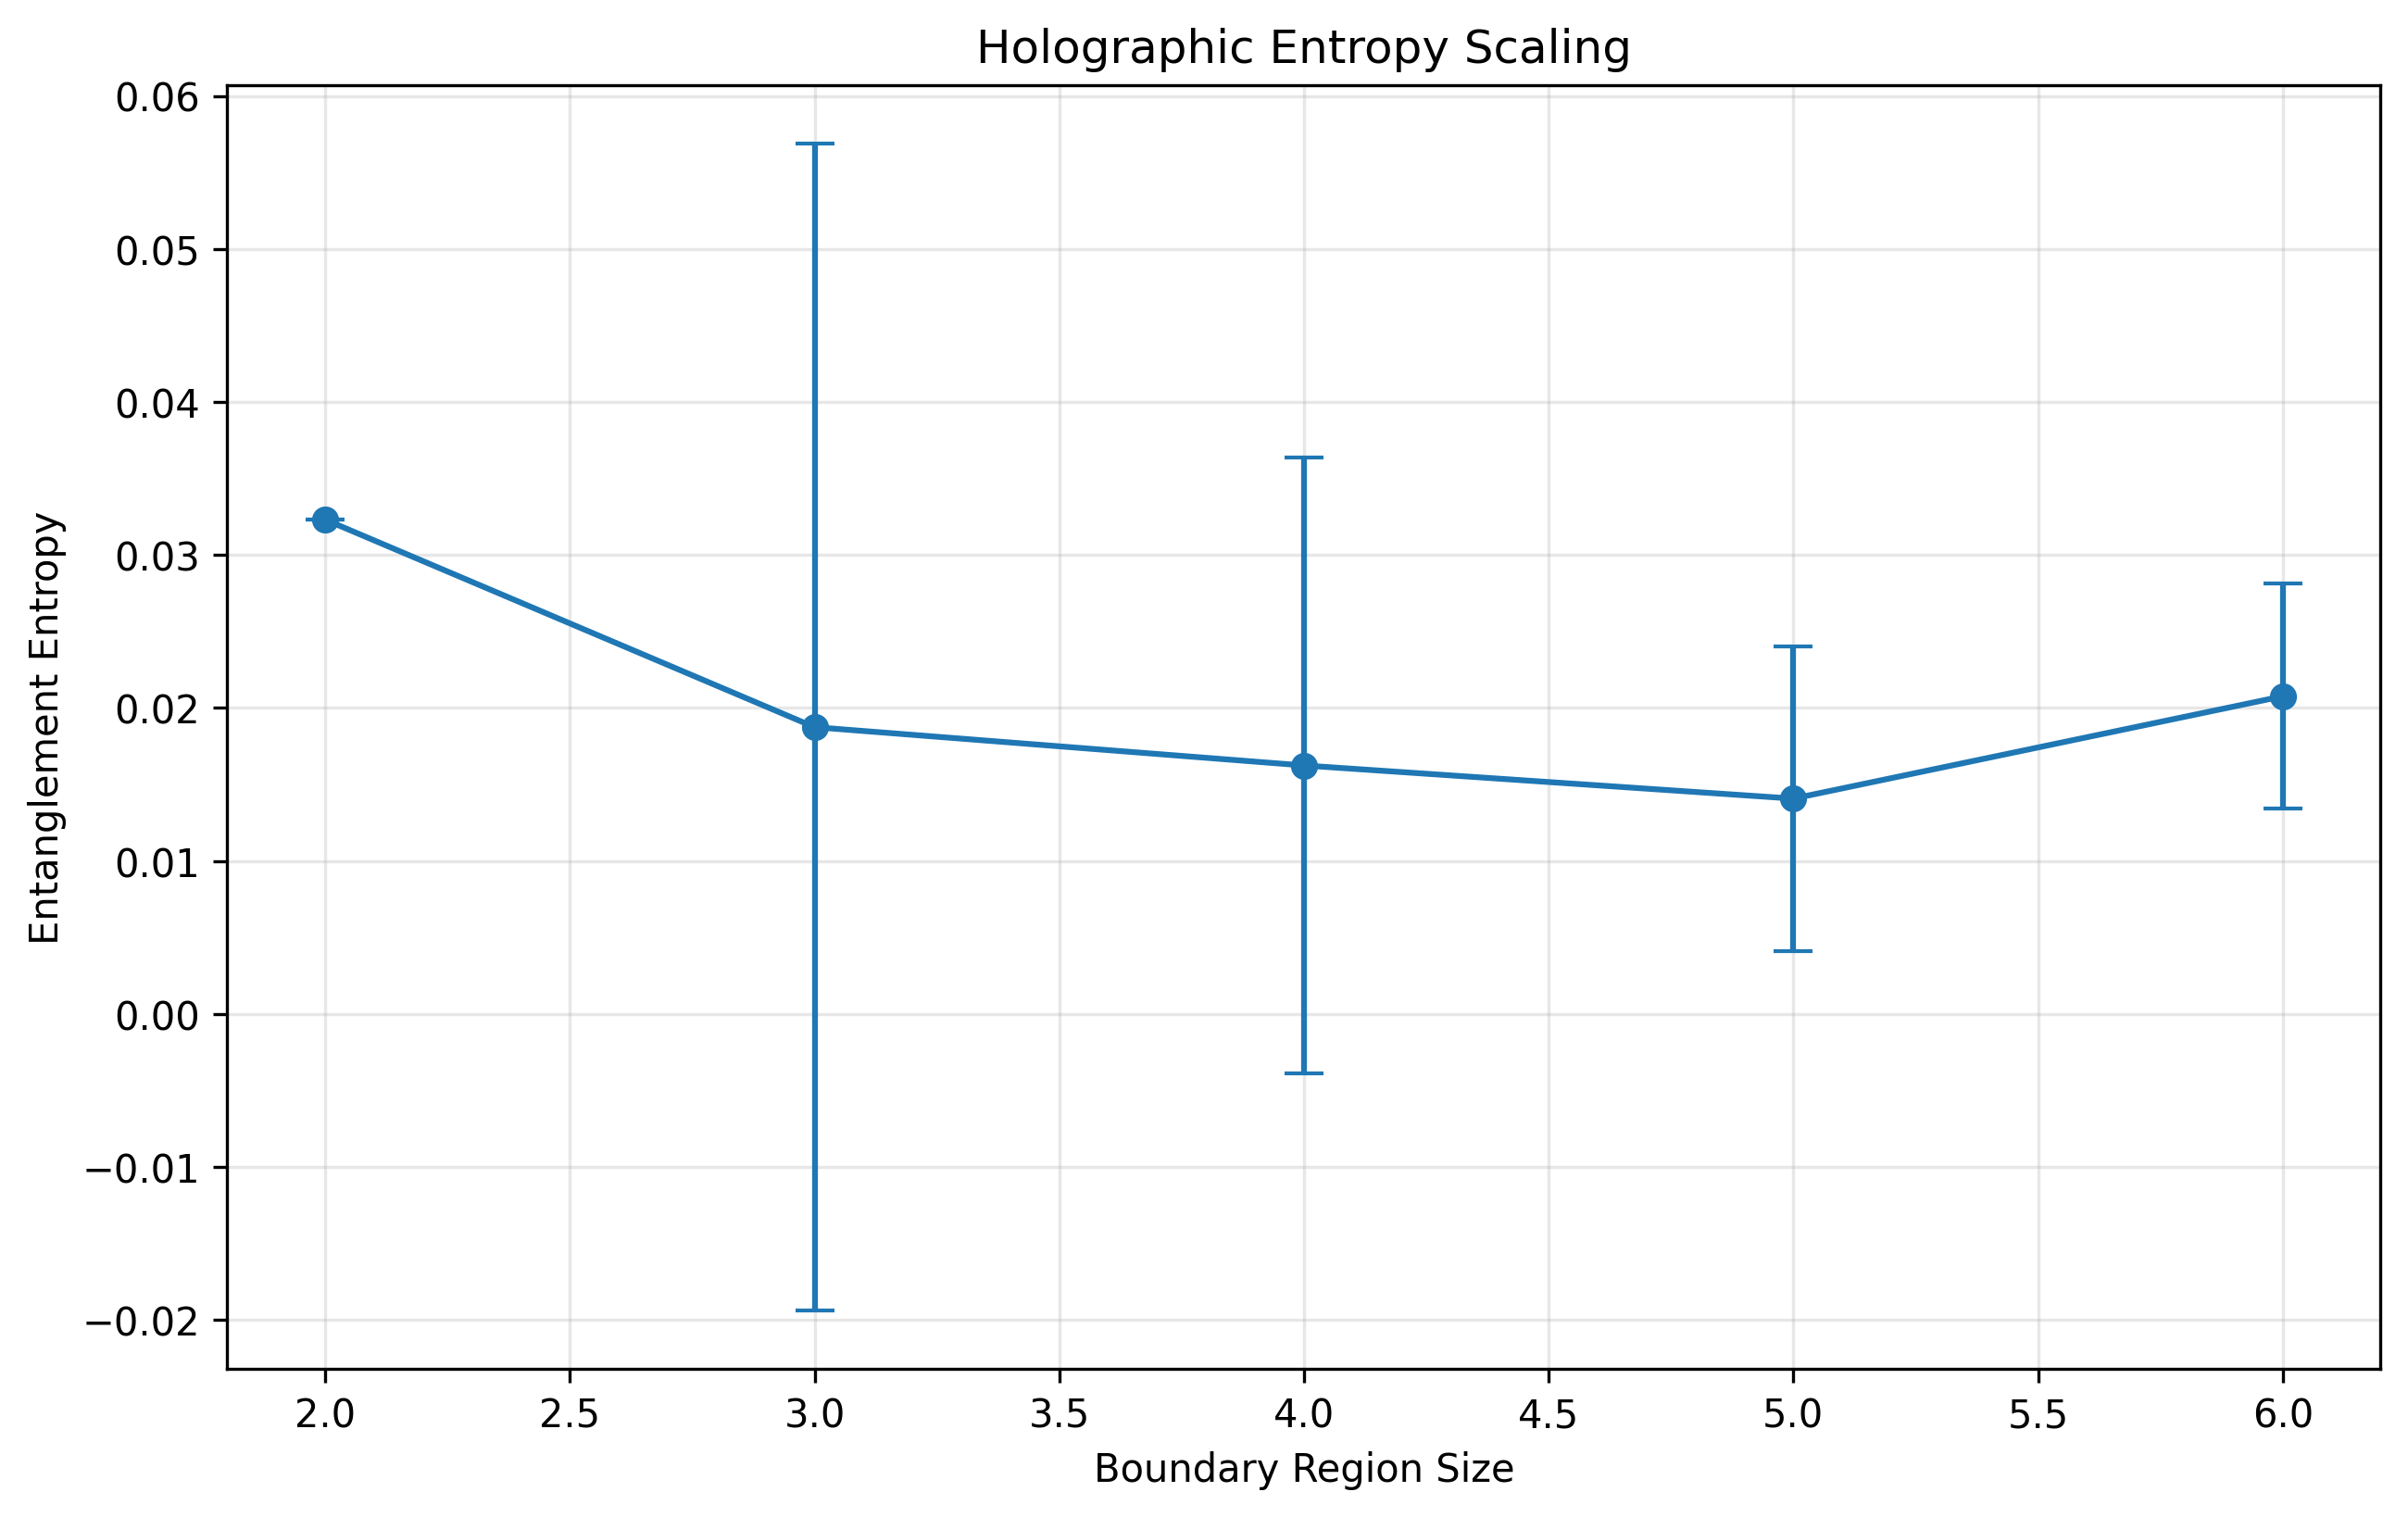 Holographic Entropy Scaling
Entanglement Entropy
0.06
0.05
0.04
0.03
0.02
0.01
0.00
−0.01
−0.02
2.0 2.5 3.0 3.5 4.0 4.5 5.0 5.5 6.0
Boundary Region Size